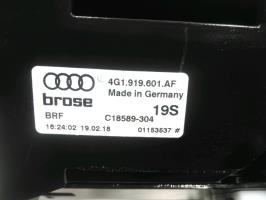 4G1.919.601.AF
Made in Germany
brose
19S
BRF
C18589-304
16:24:02 19.02.18
01153537 #